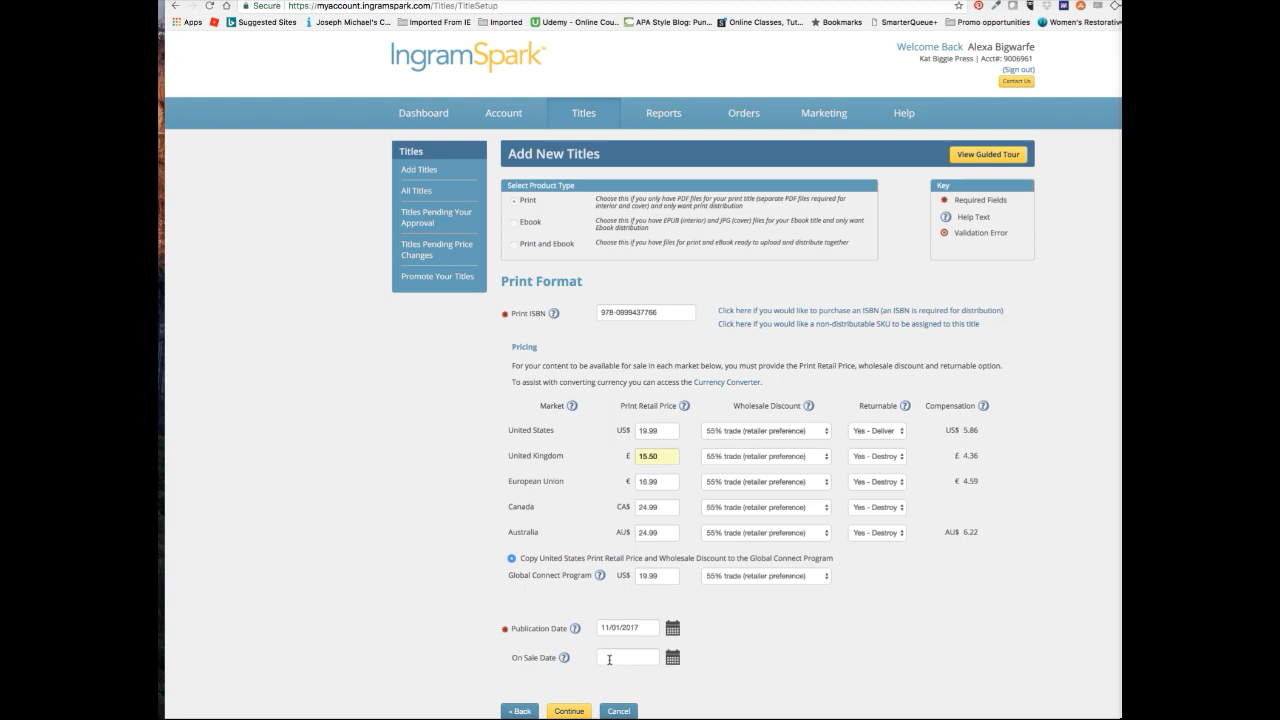 Secure https://myaccount.ingramspark.com/Titles/TitleSetup
Apps Suggested Sites Joseph Michael's C... Imported From IE Imported Udemy - Online Cou.. APA Style Blog: Pun... Online Classes, Tut... Bookmarks SmarterQueue+ Promo opportunities Women's Restorativ
IngramSpark
Welcome Back Alexa Bigwarfe
Kat Biggie Press | Acct#: 9006961
(Sign out)
Contact Us
Dashboard Account Titles Reports Orders Marketing Help
Titles
Add Titles
All Titles
Titles Pending Your
Approval
Titles Pending Price
Changes
Promote Your Titles
Add New Titles
View Guided Tour
Select Product Type
Print
Choose this if you only have PDF files for your print title (separate PDF files required for
interior and cover) and only want print distribution
Ebook
Choose this if you have EPUB (interior) and JPG (cover) files for your Ebook title and only want
Ebook distribution
Print and Ebook
Choose this if you have files for print and eBook ready to upload and distribute together
Key
Required Fields
Help Text
Validation Error
Print Format
Print ISBN 978-0999437766
Click here if you would like to purchase an ISBN (an ISBN is required for distribution)
Click here if you would like a non-distributable SKU to be assigned to this title
Pricing
For your content to be available for sale in each market below, you must provide the Print Retail Price, wholesale discount and returnable option.
To assist with converting currency you can access the Currency Converter.
Market Print Retail Price Wholesale Discount Returnable Compensation
United States US$ 19.99 55% trade (retailer preference) Yes - Deliver US$ 5.86
United Kingdom £ 15.50 55% trade (retailer preference) Yes - Destroy £ 4.36
European Union € 16.99 55% trade (retailer preference) Yes - Destroy € 4.59
Canada CA$ 24.99 55% trade (retailer preference) Yes - Destroy
Australia AU$ 24.99 55% trade (retailer preference) Yes - Destroy AU$ 6.22
Copy United States Print Retail Price and Wholesale Discount to the Global Connect Program
Global Connect Program US$ 19.99 55% trade (retailer preference)
Publication Date 11/01/2017
On Sale Date
« Back Continue Cancel